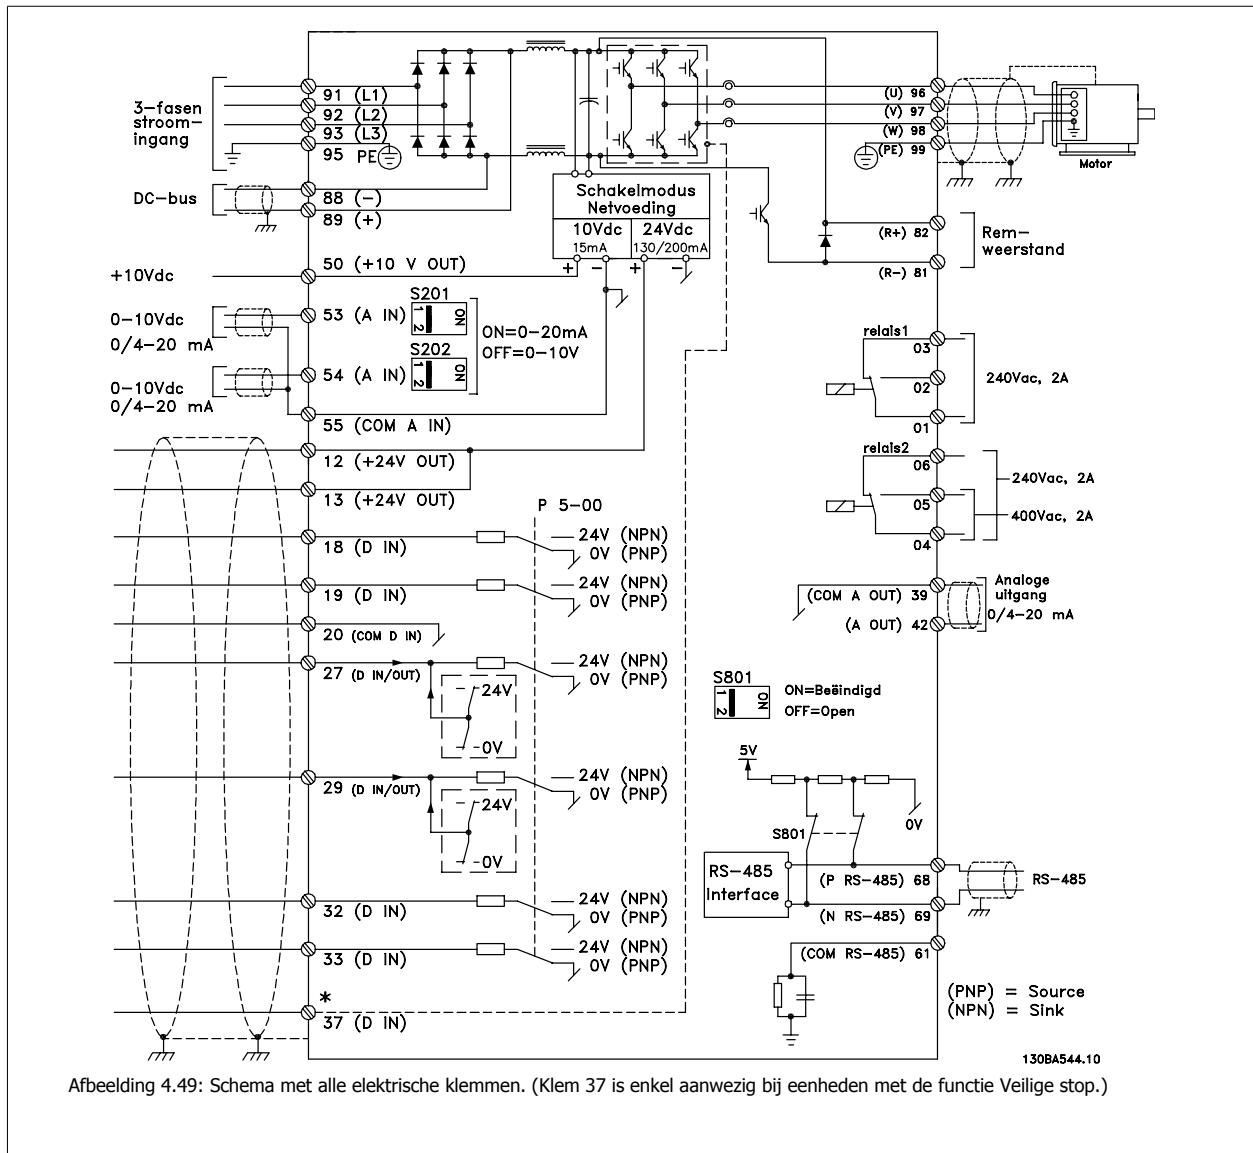 3-fasen
stroom-
ingang
91 (L1)
92 (L2)
93 (L3)
95 PE
DC-bus
88 (-)
89 (+)
+10Vdc
50 (+10 V OUT)
0-10Vdc
0/4-20 mA
53 (A IN)
S201
1 2
ON
ON=0-20mA
OFF=0-10V
S202
1 2
ON
0-10Vdc
0/4-20 mA
54 (A IN)
55 (COM A IN)
12 (+24V OUT)
13 (+24V OUT)
P 5-00
18 (D IN)
24V (NPN)
0V (PNP)
19 (D IN)
24V (NPN)
0V (PNP)
20 (COM D IN)
27 (D IN/OUT)
24V (NPN)
0V (PNP)
24V
0V
29 (D IN/OUT)
24V (NPN)
0V (PNP)
24V
0V
32 (D IN)
24V (NPN)
0V (PNP)
33 (D IN)
24V (NPN)
0V (PNP)
*
37 (D IN)
Schakelmodus
Netvoeding
10Vdc
15mA
24Vdc
130/200mA
+ - + -
(U) 96
(V) 97
(W) 98
(PE) 99
Motor
(R+) 82
(R-) 81
Rem-
weerstand
relais1
03
02
01
240Vac, 2A
relais2
06
05
04
240Vac, 2A
400Vac, 2A
(COM A OUT) 39
(A OUT) 42
Analoge
uitgang
0/4-20 mA
S801
1 2
ON
ON=Beëindigd
OFF=Open
5V
0V
S801
RS-485
Interface
(P RS-485) 68
(N RS-485) 69
RS-485
(COM RS-485) 61
(PNP) = Source
(NPN) = Sink
130BA544.10
Afbeelding 4.49: Schema met alle elektrische klemmen. (Klem 37 is enkel aanwezig bij eenheden met de functie Veilige stop.)